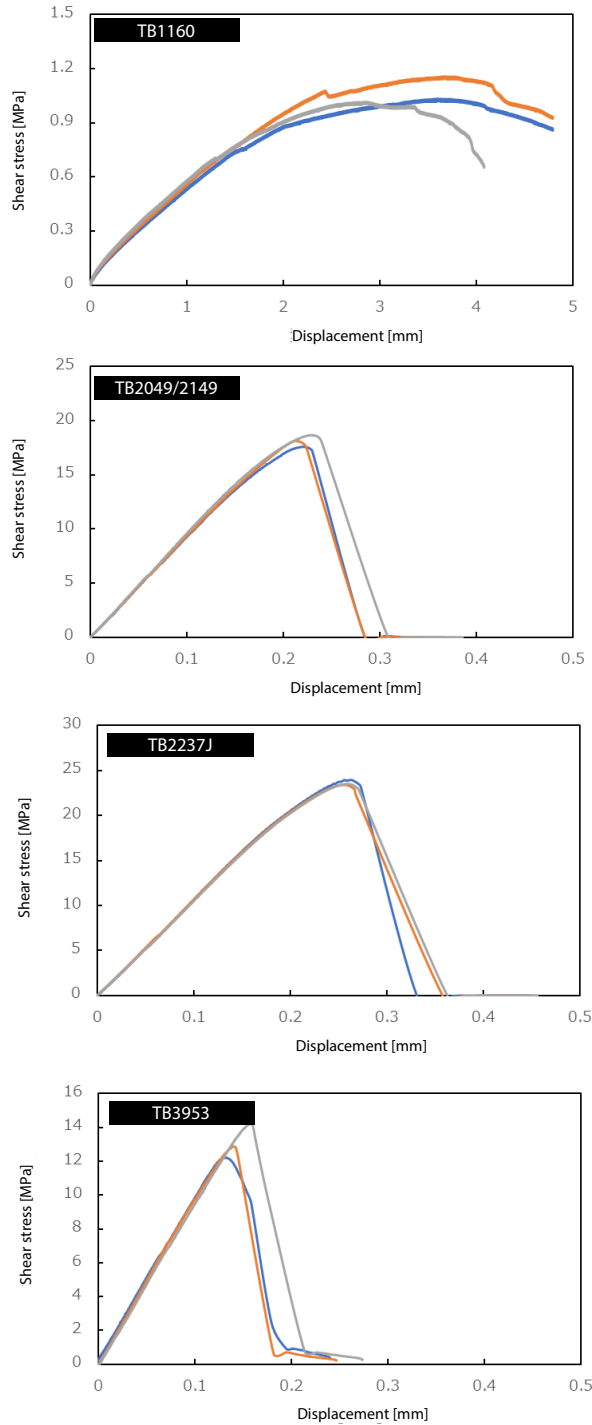 TB1160
Shear stress [MPa]
1.5
1.2
0.9
0.6
0.3
0
0 1 2 3 4 5
Displacement [mm]
TB2049/2149
Shear stress [MPa]
25
20
15
10
5
0
0 0.1 0.2 0.3 0.4 0.5
Displacement [mm]
TB2237J
Shear stress [MPa]
30
25
20
15
10
5
0
0 0.1 0.2 0.3 0.4 0.5
Displacement [mm]
TB3953
Shear stress [MPa]
16
14
12
10
8
6
4
2
0
0 0.1 0.2 0.3 0.4 0.5
Displacement [mm]